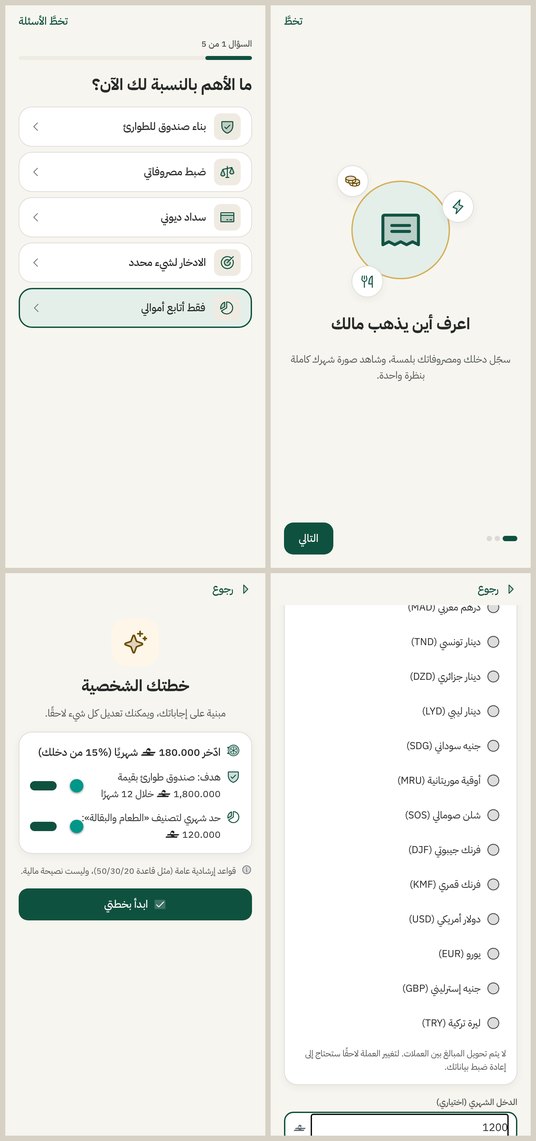 تخطَّ
اعرف أين يذهب مالك
سجّل دخلك ومصروفاتك بلمسة، وشاهد صورة شهرك كاملة
بنظرة واحدة.
التالي
تخطَّ الأسئلة
السؤال 1 من 5
ما الأهم بالنسبة لك الآن؟
بناء صندوق للطوارئ
ضبط مصروفاتي
سداد ديوني
الادخار لشيء محدد
فقط أتابع أموالي
رجوع
درهم مغربي (MAD)
دينار تونسي (TND)
دينار جزائري (DZD)
دينار ليبي (LYD)
جنيه سوداني (SDG)
أوقية موريتانية (MRU)
شلن صومالي (SOS)
فرنك جيبوتي (DJF)
فرنك قمري (KMF)
دولار أمريكي (USD)
يورو (EUR)
جنيه إسترليني (GBP)
ليرة تركية (TRY)
لا يتم تحويل المبالغ بين العملات. لتغيير العملة لاحقًا ستحتاج إلى
إعادة ضبط بياناتك.
الدخل الشهري (اختياري)
1200
رجوع
خطتك الشخصية
مبنية على إجاباتك، ويمكنك تعديل كل شيء لاحقًا.
ادّخر 180.000 شهريًا (15% من دخلك)
هدف: صندوق طوارئ بقيمة
1,800.000 خلال 12 شهرًا
حد شهري لتصنيف «الطعام والبقالة»:
120.000
قواعد إرشادية عامة (مثل قاعدة 50/30/20)، وليست نصيحة مالية.
ابدأ بخطتي